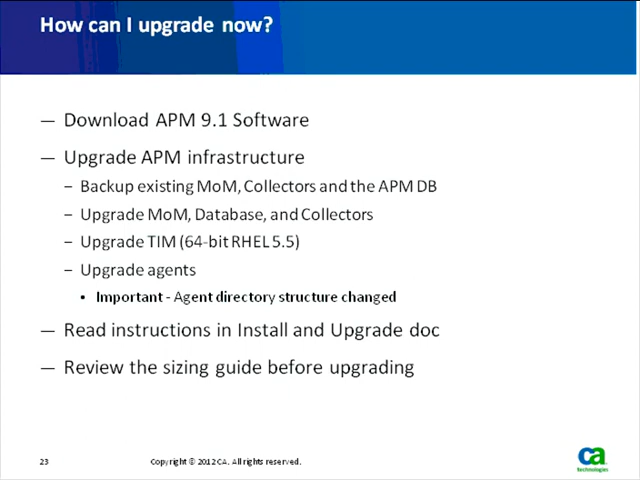 How can I upgrade now?
— Download APM 9.1 Software
— Upgrade APM infrastructure
– Backup existing MoM, Collectors and the APM DB
– Upgrade MoM, Database, and Collectors
– Upgrade TIM (64-bit RHEL 5.5)
– Upgrade agents
• Important - Agent directory structure changed
— Read instructions in Install and Upgrade doc
— Review the sizing guide before upgrading
23 Copyright © 2012 CA. All rights reserved.
ca
technologies